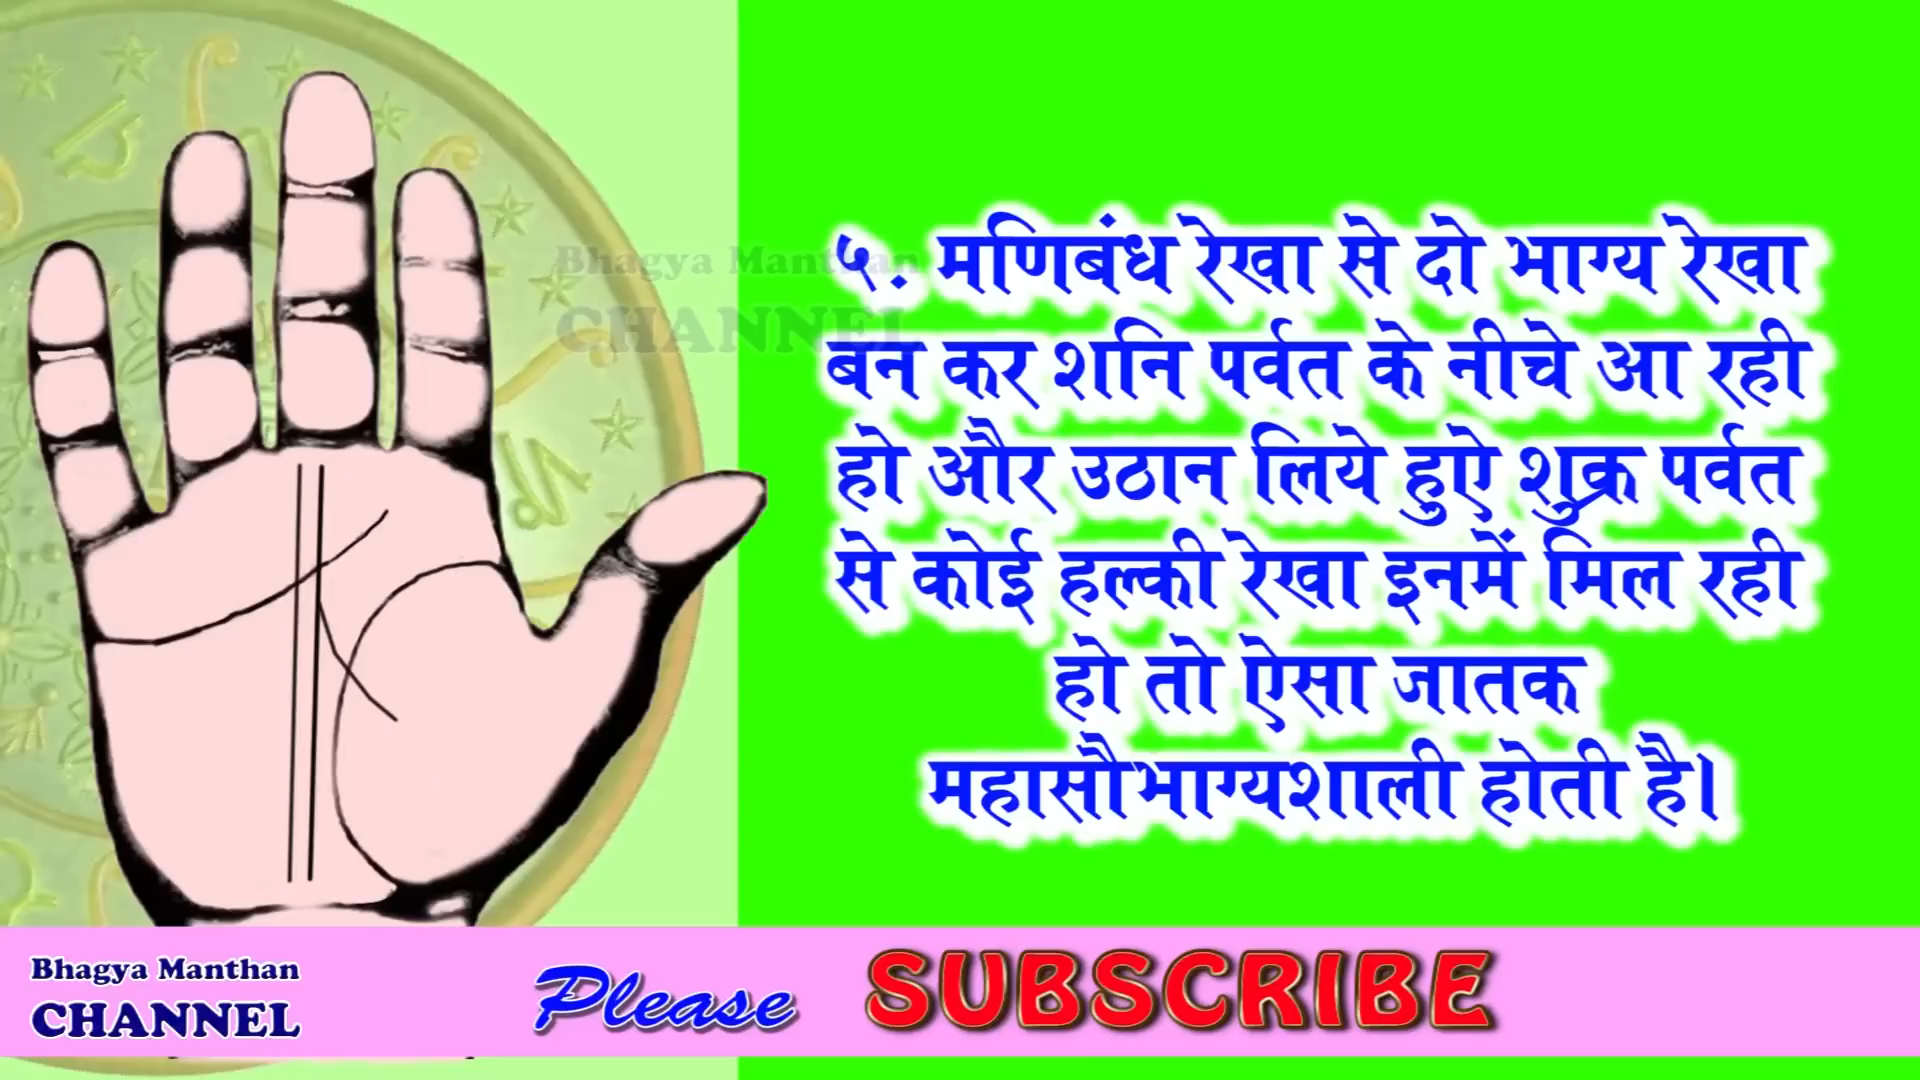 Bhagya Manthan
CHANNEL
५. मणिबंध रेखा से दो भाग्य रेखा
बन कर शनि पर्वत के नीचे आ रही
हो और उठान लिये हुऐ शुक्र पर्वत
से कोई हल्की रेखा इनमें मिल रही
हो तो ऐसा जातक
महासौभाग्यशाली होती है।
Bhagya Manthan
CHANNEL
Please SUBSCRIBE